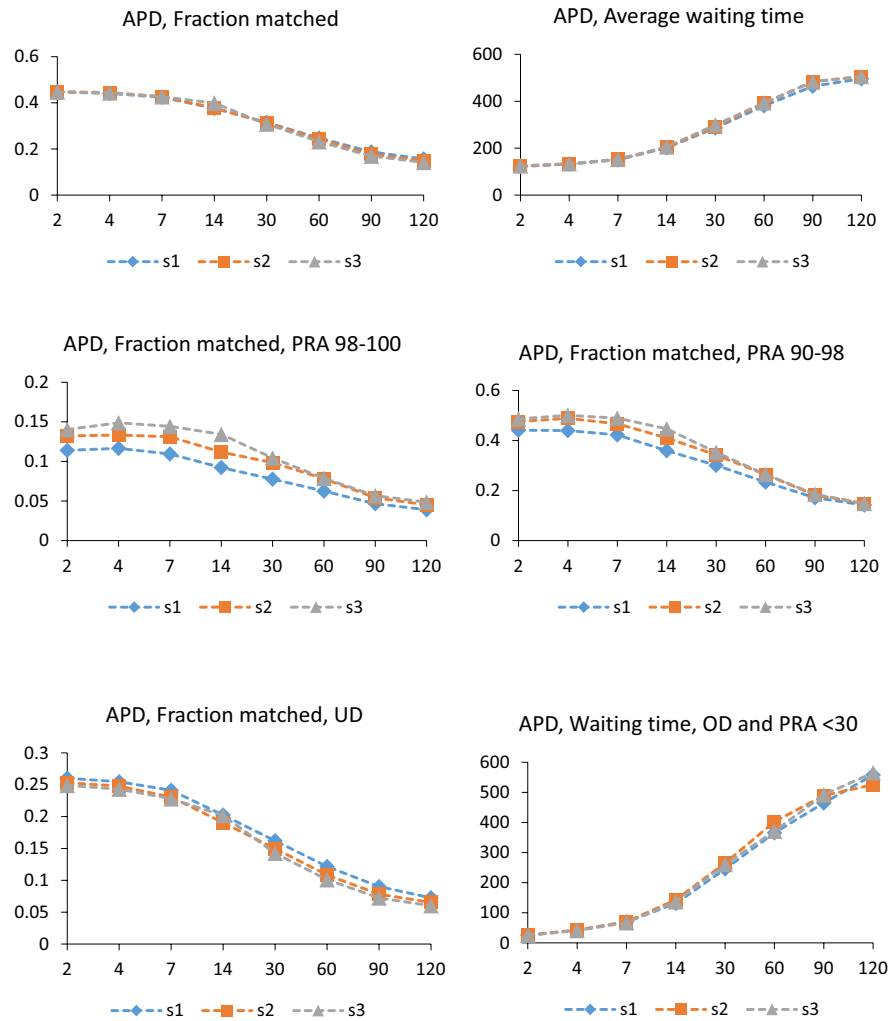 APD, Fraction matched
0.6
0.4
0.2
0
2 4 7 14 30 60 90 120
s1 s2 s3
APD, Average waiting time
600
400
200
0
2 4 7 14 30 60 90 120
s1 s2 s3
APD, Fraction matched, PRA 98-100
0.2
0.15
0.1
0.05
0
2 4 7 14 30 60 90 120
s1 s2 s3
APD, Fraction matched, PRA 90-98
0.6
0.4
0.2
0
2 4 7 14 30 60 90 120
s1 s2 s3
APD, Fraction matched, UD
0.3
0.25
0.2
0.15
0.1
0.05
0
2 4 7 14 30 60 90 120
s1 s2 s3
APD, Waiting time, OD and PRA <30
600
500
400
300
200
100
0
2 4 7 14 30 60 90 120
s1 s2 s3